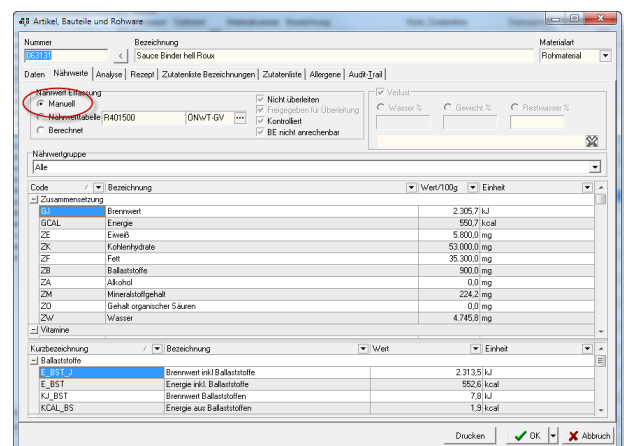 Artikel, Bauteile und Rohware
Nummer Bezeichnung Materialart
063131 < Sauce Binder hell Roux Rohmaterial
Daten Nährwerte Analyse Rezept Zutatenliste Bezeichnungen Zutatenliste Allergene Audit-Trail
Nährwert-Erfassung
Manuell
Nährwerttabelle R401500 ÖNWT-GV ...
Berechnet
Nicht überleiten
Freigegeben für Überleitung
Kontrolliert
BE nicht anrechenbar
Verlust
Wasser % Gewicht % Restwasser %
Nährwertgruppe
Alle
Code Bezeichnung Wert/100g Einheit
Zusammensetzung
GJ Brennwert 2.305,7 kJ
GCAL Energie 550,7 kcal
ZE Eiweiß 5.800,0 mg
ZK Kohlenhydrate 53.000,0 mg
ZF Fett 35.300,0 mg
ZB Ballaststoffe 900,0 mg
ZA Alkohol 0,0 mg
ZM Mineralstoffgehalt 224,2 mg
ZO Gehalt organischer Säuren 0,0 mg
ZW Wasser 4.745,8 mg
Vitamine
Kurzbezeichnung Bezeichnung Wert Einheit
Ballaststoffe
E_BST_J Brennwert inkl Ballaststoffe 2.313,5 kJ
E_BST Energie inkl. Ballaststoffe 552,6 kcal
KJ_BST Brennwert Ballaststoffen 7,8 kJ
KCAL_BS Energie aus Ballaststoffen 1,9 kcal
Drucken OK Abbruch